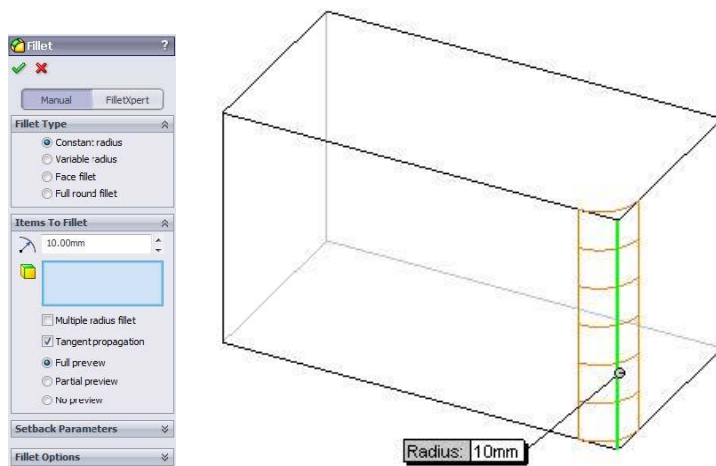 Fillet ?
Manual FilletXpert
Fillet Type
Constant radius
Variable radius
Face fillet
Full round fillet
Items To Fillet
10.00mm
Multiple radius fillet
Tangent propagation
Full preview
Partial preview
No preview
Setback Parameters
Fillet Options
Radius: 10mm